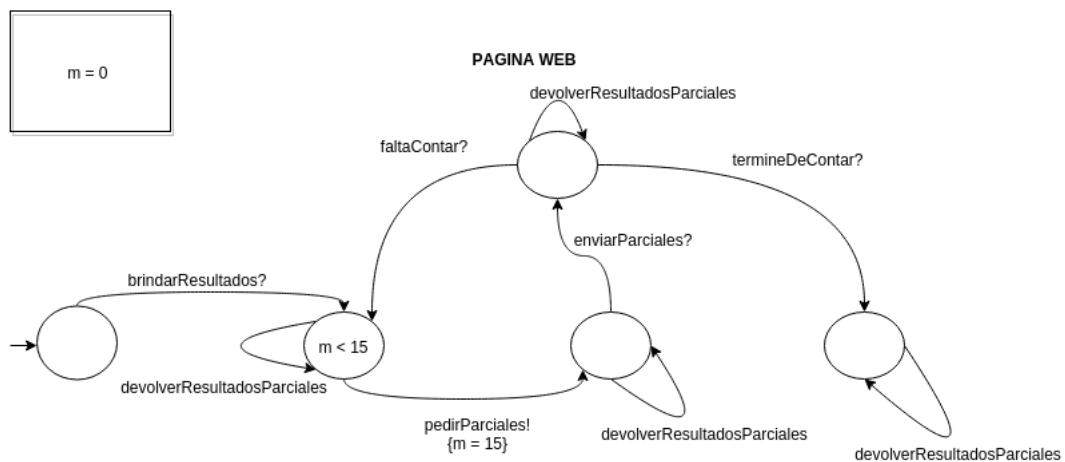 m = 0
PAGINA WEB
devolverResultadosParciales
faltaContar?
termineDeContar?
enviarParciales?
brindarResultados?
m < 15
devolverResultadosParciales
pedirParciales!
{m = 15}
devolverResultadosParciales
devolverResultadosParciales